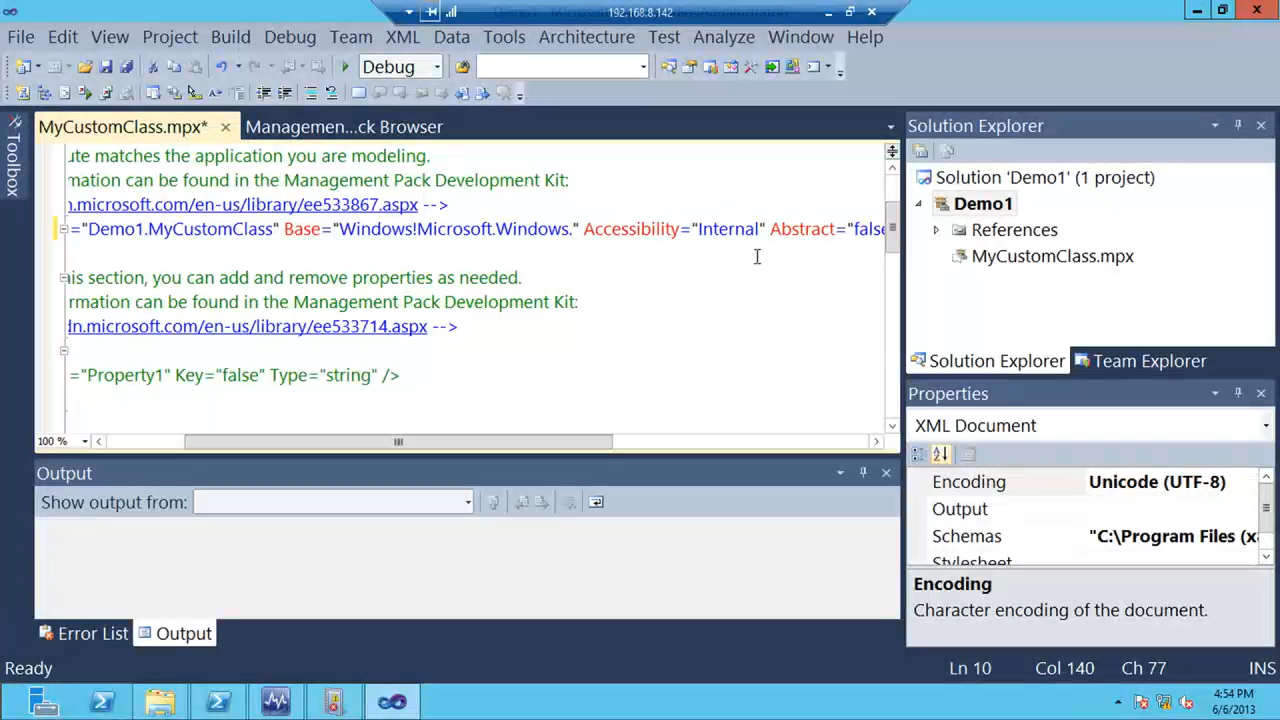 192.168.8.142
File Edit View Project Build Debug Team XML Data Tools Architecture Test Analyze Window Help
Debug
MyCustomClass.mpx* Managemen...ck Browser
Toolbox
ute matches the application you are modeling.
mation can be found in the Management Pack Development Kit:
n.microsoft.com/en-us/library/ee533867.aspx -->
="Demo1.MyCustomClass" Base="Windows!Microsoft.Windows." Accessibility="Internal" Abstract="false
his section, you can add and remove properties as needed.
rmation can be found in the Management Pack Development Kit:
dn.microsoft.com/en-us/library/ee533714.aspx -->
="Property1" Key="false" Type="string" />
100 %
Solution Explorer
Solution 'Demo1' (1 project)
Demo1
References
MyCustomClass.mpx
Solution Explorer Team Explorer
Properties
XML Document
Encoding Unicode (UTF-8)
Output
Schemas "C:\Program Files (x
Stylesheet
Encoding
Character encoding of the document.
Output
Show output from:
Error List Output
Ready Ln 10 Col 140 Ch 77 INS
4:54 PM
6/6/2013